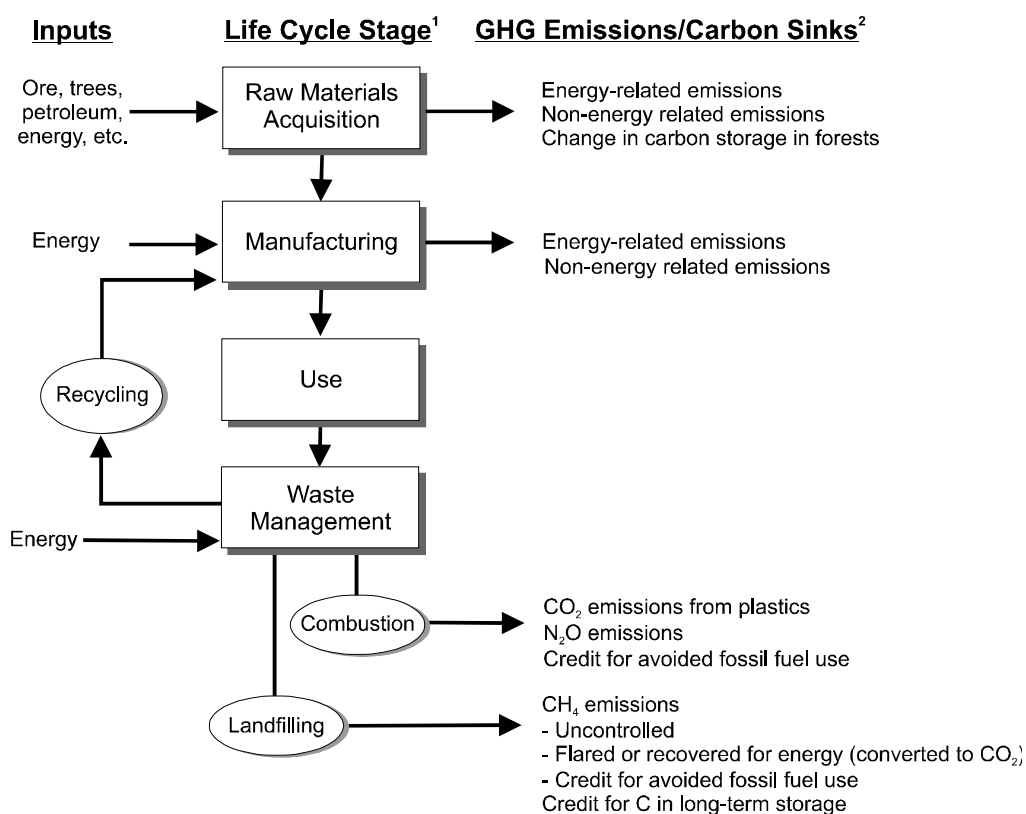 Inputs
Life Cycle Stage¹
GHG Emissions/Carbon Sinks²
Ore, trees,
petroleum,
energy, etc.
Raw Materials
Acquisition
Energy-related emissions
Non-energy related emissions
Change in carbon storage in forests
Energy
Manufacturing
Energy-related emissions
Non-energy related emissions
Recycling
Use
Waste
Management
Energy
Combustion
CO₂ emissions from plastics
N₂O emissions
Credit for avoided fossil fuel use
Landfilling
CH₄ emissions
- Uncontrolled
- Flared or recovered for energy (converted to CO₂)
- Credit for avoided fossil fuel use
Credit for C in long-term storage